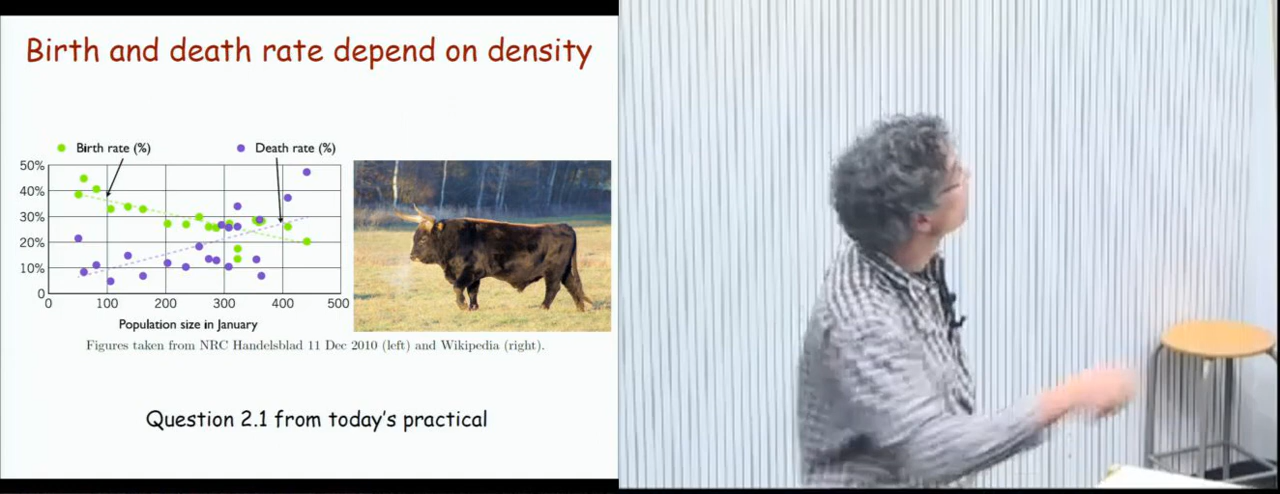 Birth and death rate depend on density
Birth rate (%)
Death rate (%)
50%
40%
30%
20%
10%
0
0 100 200 300 400 500
Population size in January
Figures taken from NRC Handelsblad 11 Dec 2010 (left) and Wikipedia (right).
Question 2.1 from today's practical